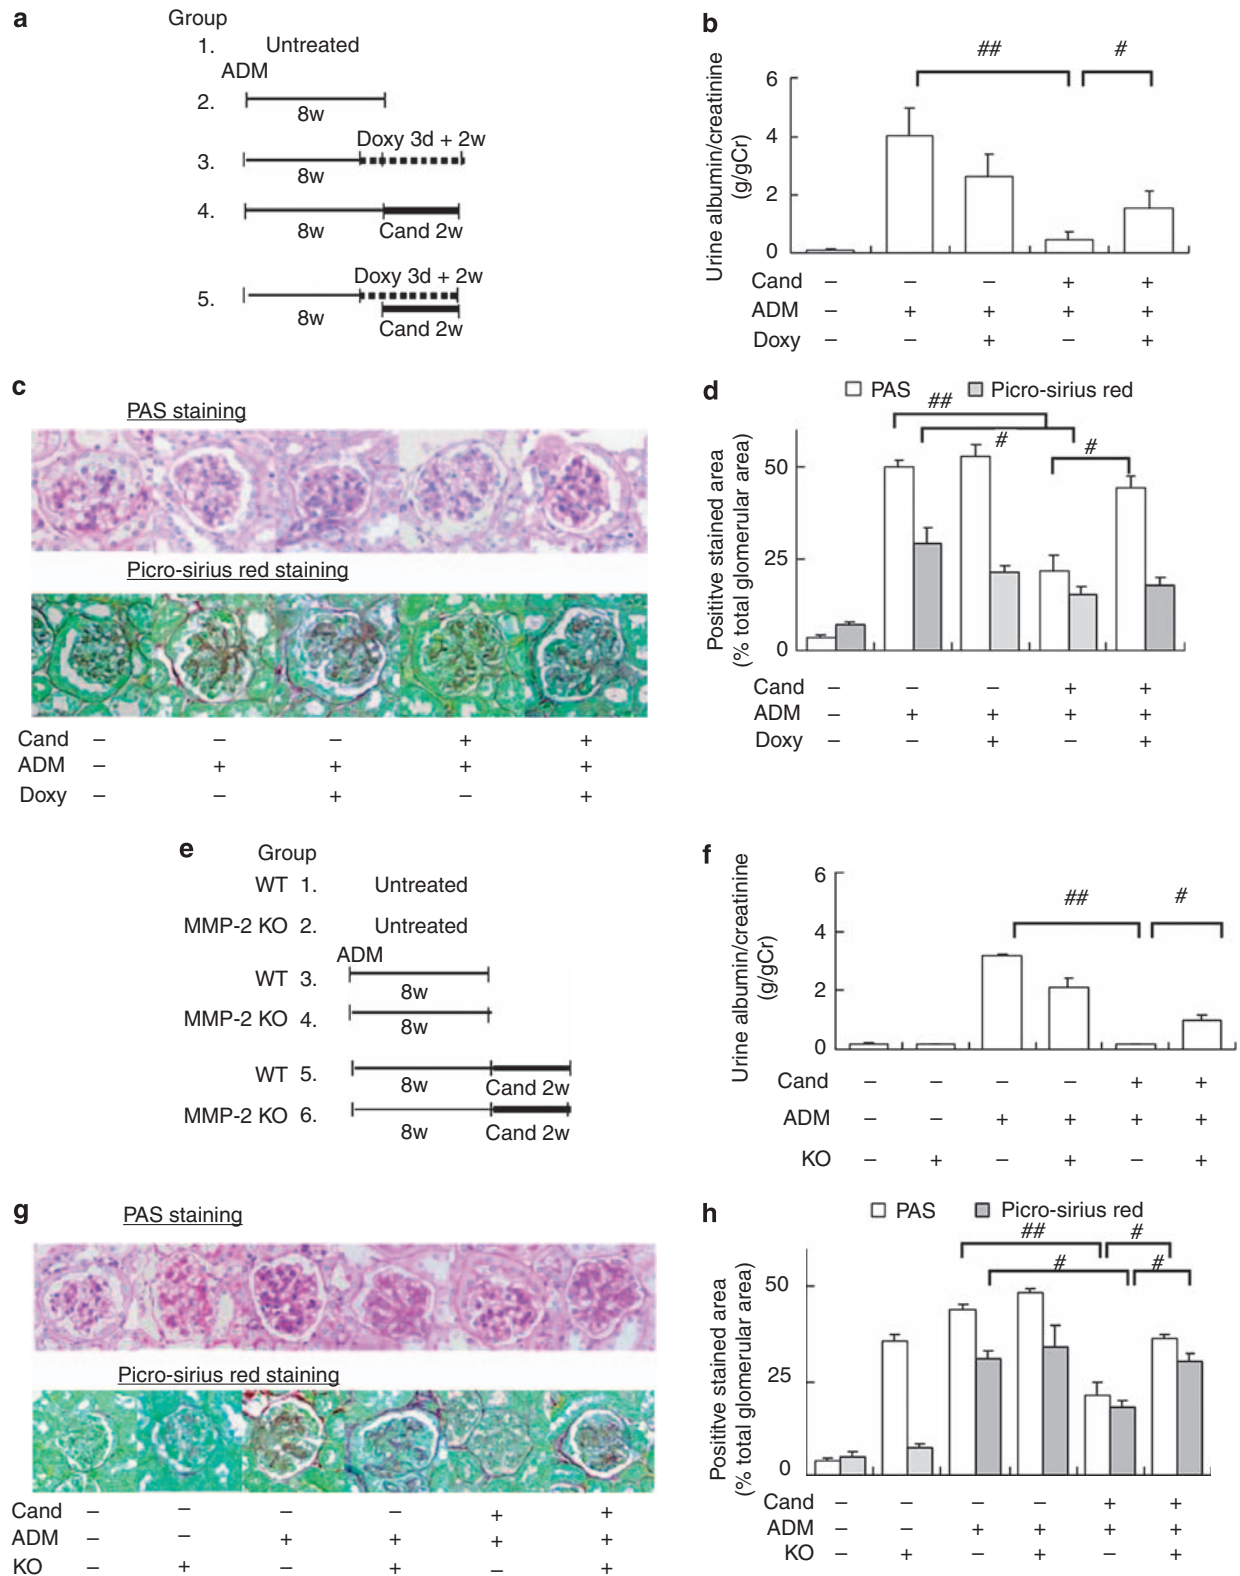 a
Group
1. Untreated
ADM
2.
8w
Doxy 3d + 2w
3.
8w
4.
8w Cand 2w
Doxy 3d + 2w
5.
8w
Cand 2w
b
## #
Urine albumin/creatinine
(g/gCr)
6
4
2
0
Cand – – – + +
ADM – + + + +
Doxy – – + – +
c
PAS staining
Picro-sirius red staining
Cand – – – + +
ADM – + + + +
Doxy – – + – +
d
PAS Picro-sirius red
##
# #
Positive stained area
(% total glomerular area)
50
25
0
Cand – – – + +
ADM – + + + +
Doxy – – + – +
e
Group
WT 1. Untreated
MMP-2 KO 2. Untreated
ADM
WT 3.
8w
MMP-2 KO 4.
8w
WT 5.
8w Cand 2w
MMP-2 KO 6.
8w Cand 2w
f
## #
Urine albumin/creatinine
(g/gCr)
6
4
2
0
Cand – – – – + +
ADM – – + + + +
KO – + – + – +
g
PAS staining
Picro-sirius red staining
Cand – – – – + +
ADM – – + + + +
KO – + – + – +
h
PAS Picro-sirius red
## #
# #
Posititve stained area
(% total glomerular area)
50
25
0
Cand – – – – + +
ADM – – + + + +
KO – + – + – +